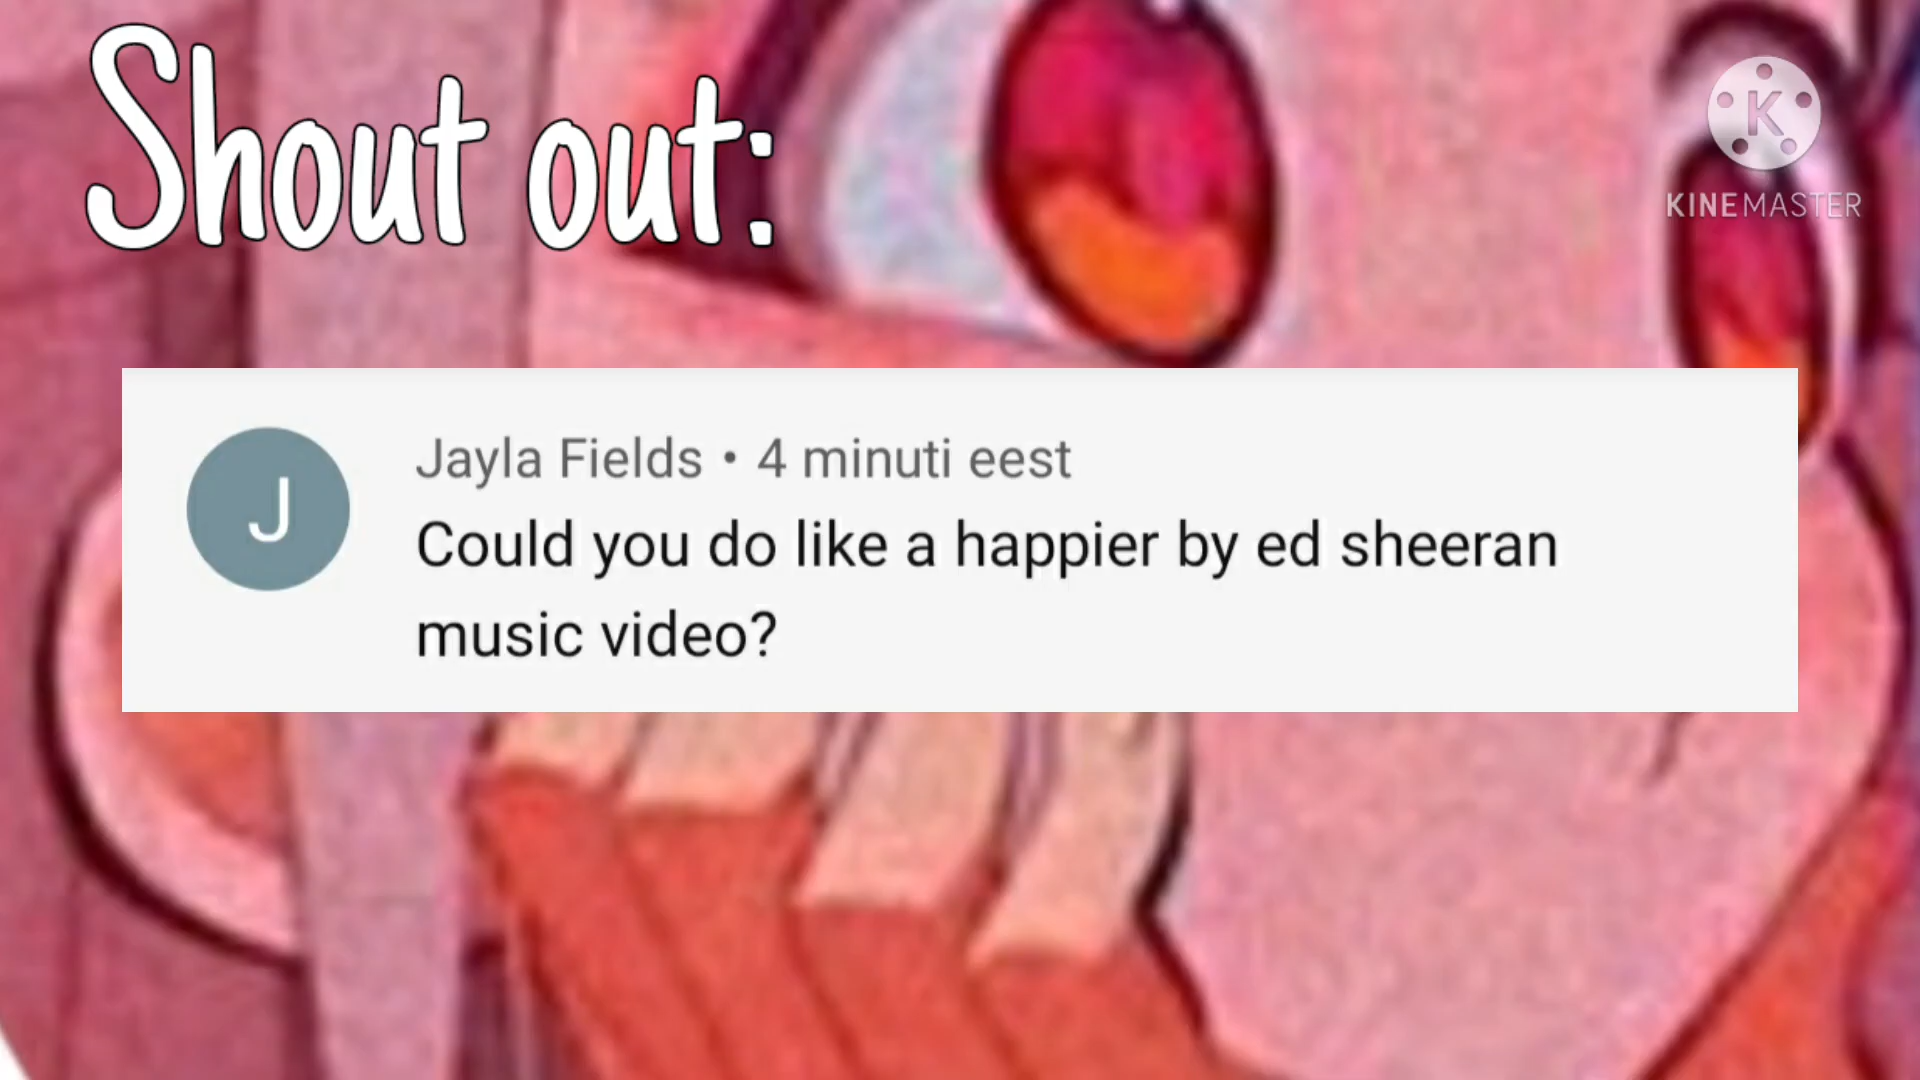 Shout out:
K
KINEMASTER
J
Jayla Fields • 4 minuti eest
Could you do like a happier by ed sheeran
music video?